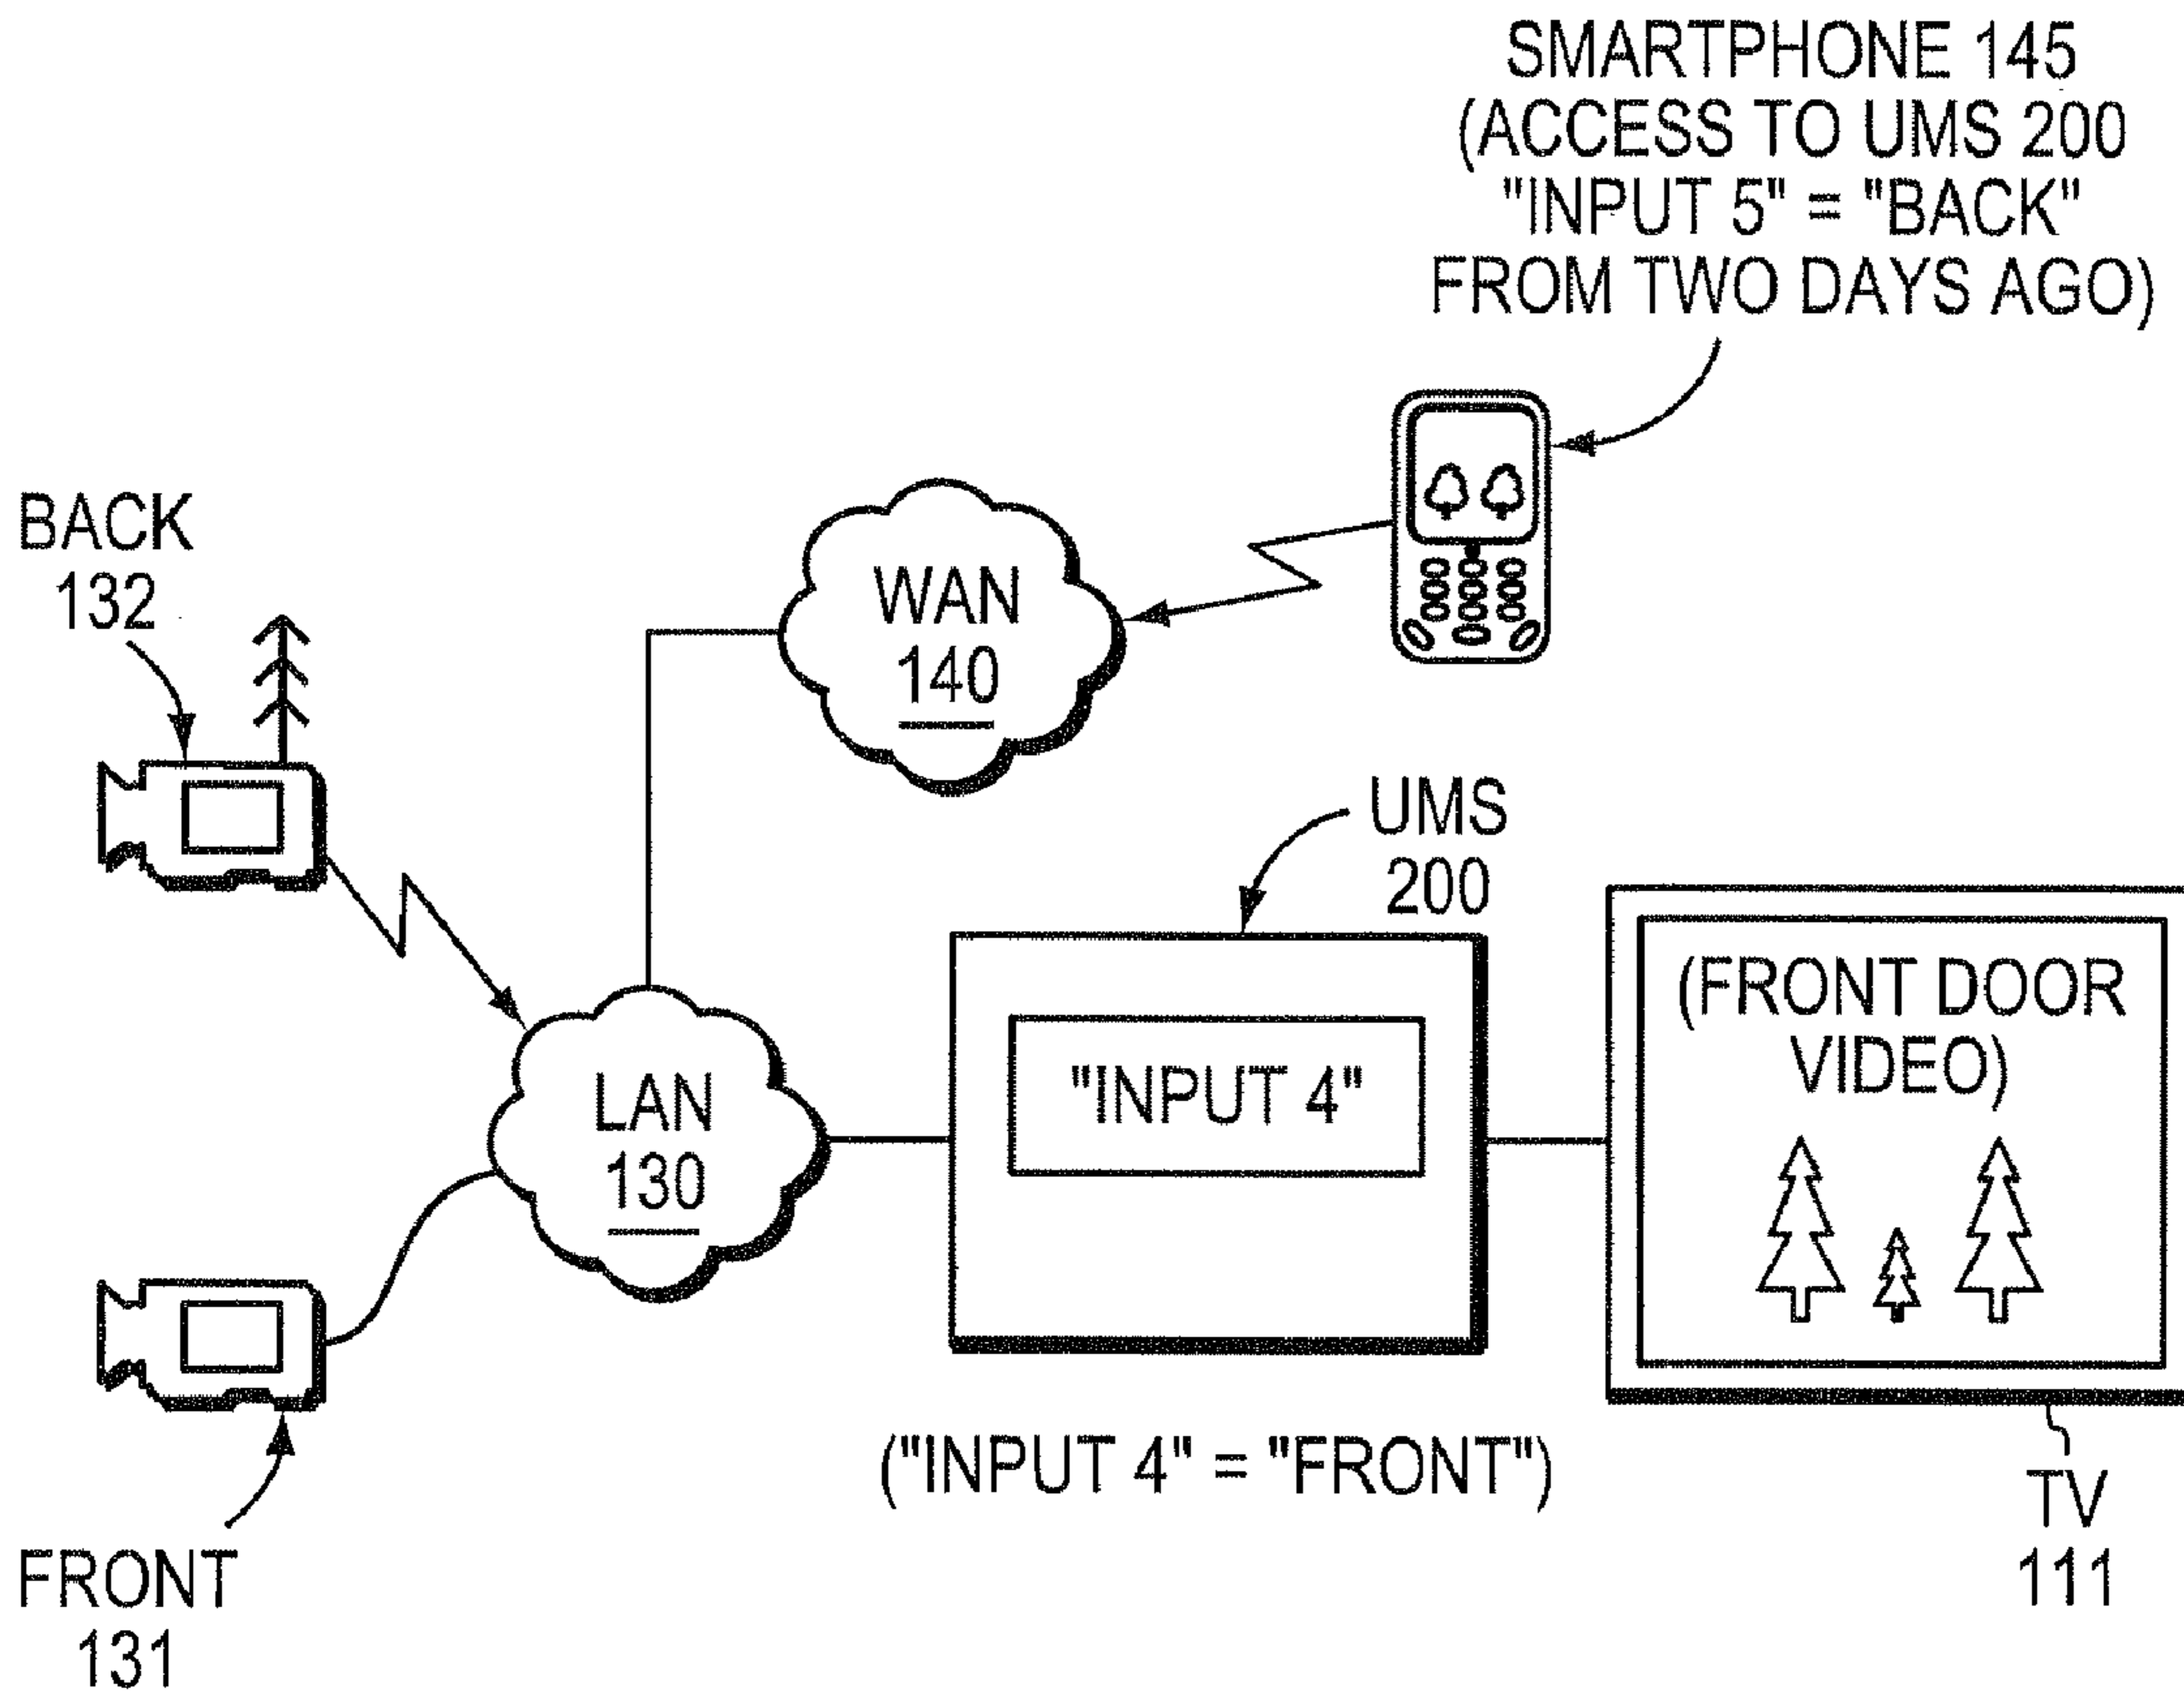 SMARTPHONE 145
(ACCESS TO UMS 200
"INPUT 5" = "BACK"
FROM TWO DAYS AGO)
BACK
132
WAN
140
UMS
200
(FRONT DOOR
VIDEO)
LAN
130
"INPUT 4"
("INPUT 4" = "FRONT")
TV
111
FRONT
131